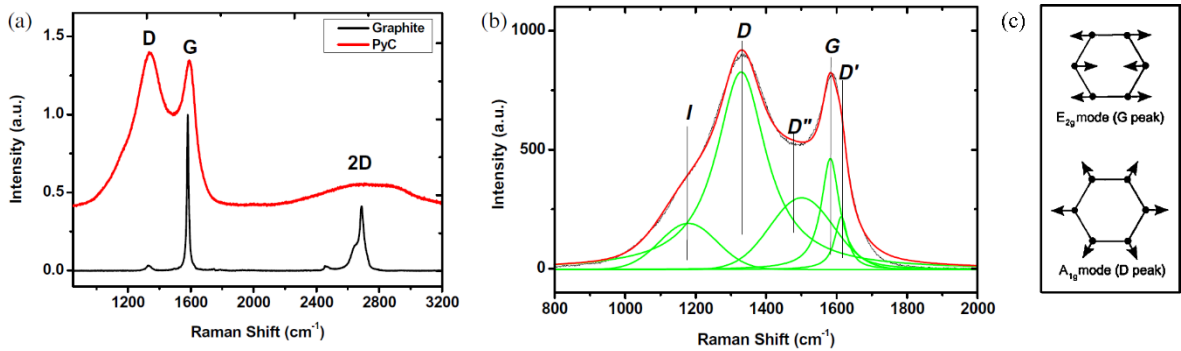 (a)
Intensity (a.u.)
1.5
1.0
0.5
0.0
D
G
2D
Graphite
PyC
1200 1600 2000 2400 2800 3200
Raman Shift (cm-1)
(b)
Intensity (a.u.)
1000
500
0
I
D
D"
G
D'
800 1000 1200 1400 1600 1800 2000
Raman Shift (cm-1)
(c)
E2g mode (G peak)
A1g mode (D peak)